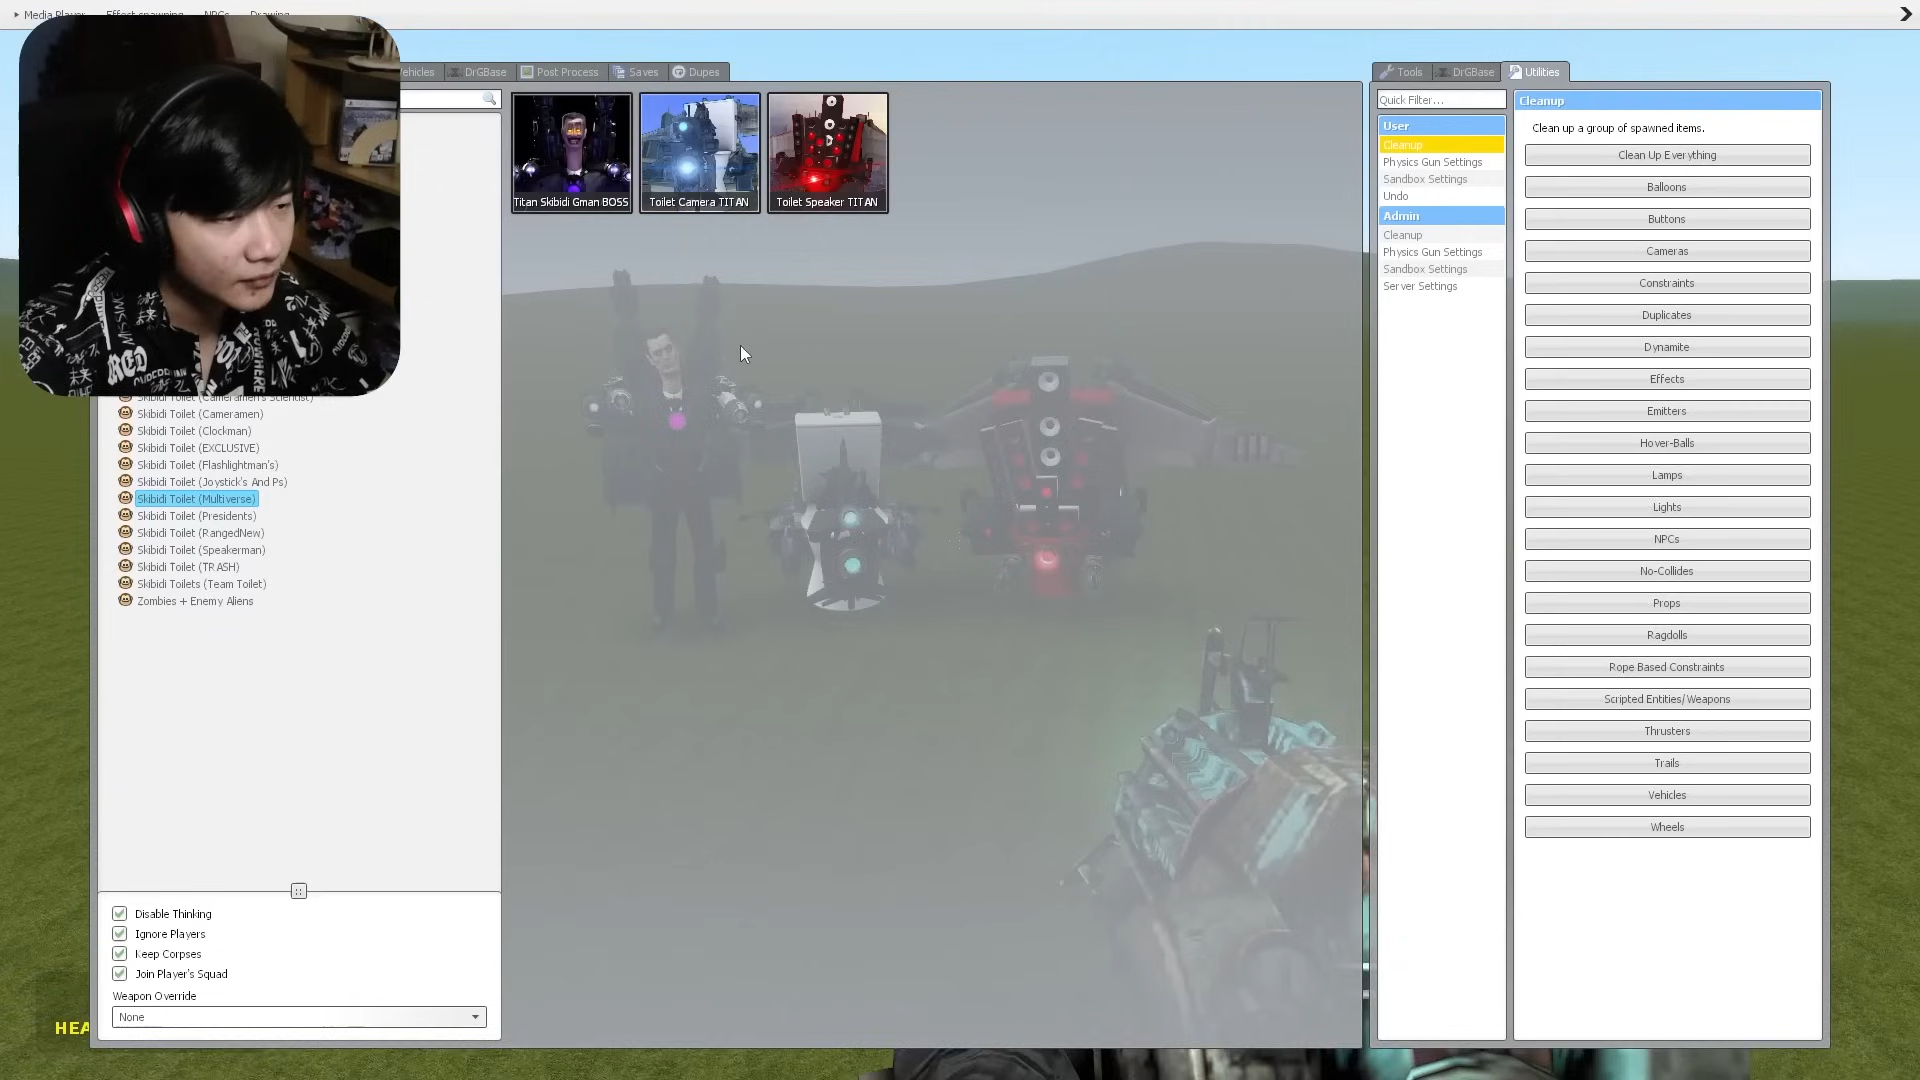 Media Player Effect spawning NPCs Drawing
Vehicles DrGBase Post Process Saves Dupes
Tools DrGBase Utilities
Titan Skibidi Gman BOSS
Toilet Camera TITAN
Toilet Speaker TITAN
Skibidi Toilet (Cameramen's Scientist)
Skibidi Toilet (Cameramen)
Skibidi Toilet (Clockman)
Skibidi Toilet (EXCLUSIVE)
Skibidi Toilet (Flashlightman's)
Skibidi Toilet (Joystick's And Ps)
Skibidi Toilet (Multiverse)
Skibidi Toilet (Presidents)
Skibidi Toilet (RangedNew)
Skibidi Toilet (Speakerman)
Skibidi Toilet (TRASH)
Skibidi Toilets (Team Toilet)
Zombies + Enemy Aliens
Disable Thinking
Ignore Players
Keep Corpses
Join Player's Squad
Weapon Override
None
HEA
Quick Filter...
User
Cleanup
Physics Gun Settings
Sandbox Settings
Undo
Admin
Cleanup
Physics Gun Settings
Sandbox Settings
Server Settings
Cleanup
Clean up a group of spawned items.
Clean Up Everything
Balloons
Buttons
Cameras
Constraints
Duplicates
Dynamite
Effects
Emitters
Hover-Balls
Lamps
Lights
NPCs
No-Collides
Props
Ragdolls
Rope Based Constraints
Scripted Entities/Weapons
Thrusters
Trails
Vehicles
Wheels